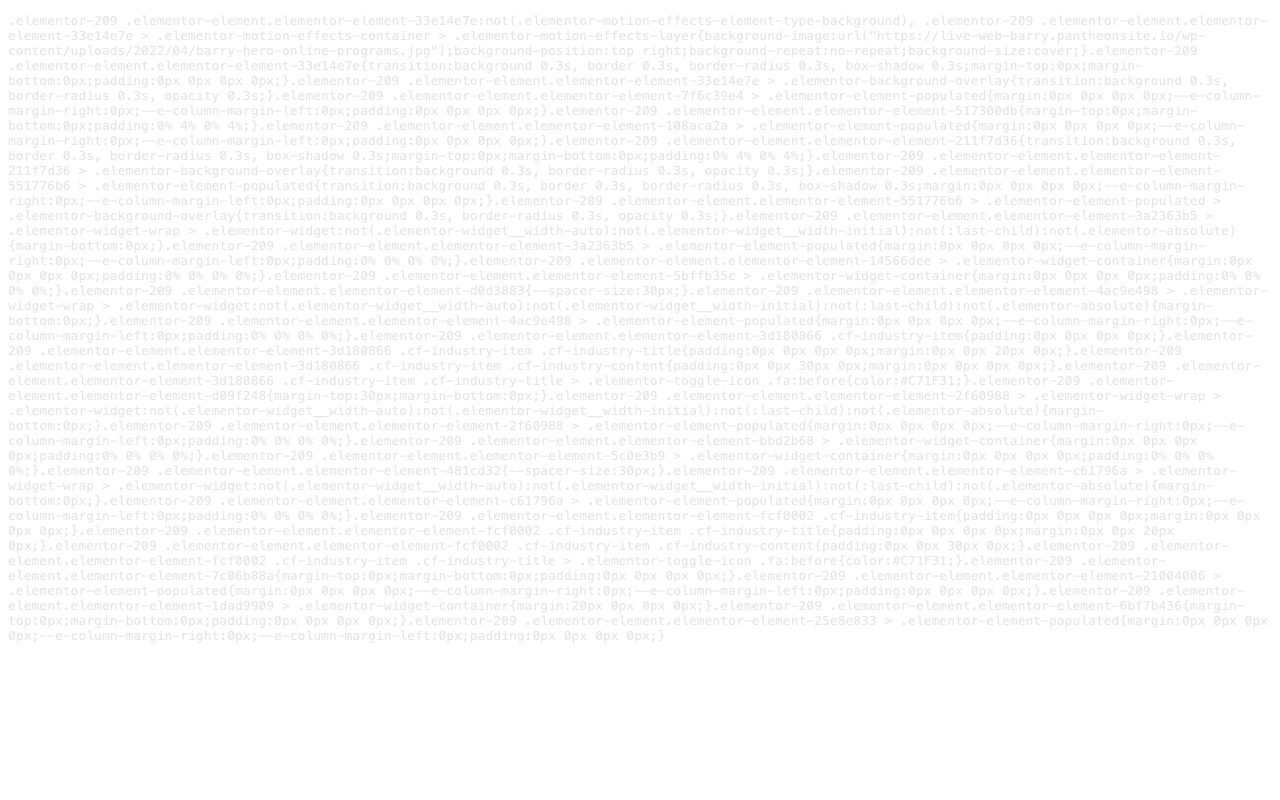 .elementor-209 .elementor-element.elementor-element-33e14e7e:not(.elementor-motion-effects-element-type-background), .elementor-209 .elementor-element.elementor-
element-33e14e7e > .elementor-motion-effects-container > .elementor-motion-effects-layer{background-image:url("https://live-web-barry.pantheonsite.io/wp-
content/uploads/2022/04/barry-hero-online-programs.jpg");background-position:top right;background-repeat:no-repeat;background-size:cover;}.elementor-209
.elementor-element.elementor-element-33e14e7e{transition:background 0.3s, border 0.3s, border-radius 0.3s, box-shadow 0.3s;margin-top:0px;margin-
bottom:0px;padding:0px 0px 0px 0px;}.elementor-209 .elementor-element.elementor-element-33e14e7e > .elementor-background-overlay{transition:background 0.3s,
border-radius 0.3s, opacity 0.3s;}.elementor-209 .elementor-element.elementor-element-7f6c39e4 > .elementor-element-populated{margin:0px 0px 0px 0px;--e-column-
margin-right:0px;--e-column-margin-left:0px;padding:0px 0px 0px 0px;}.elementor-209 .elementor-element.elementor-element-517300db{margin-top:0px;margin-
bottom:0px;padding:0% 4% 0% 4%;}.elementor-209 .elementor-element.elementor-element-108aca2a > .elementor-element-populated{margin:0px 0px 0px 0px;--e-column-
margin-right:0px;--e-column-margin-left:0px;padding:0px 0px 0px 0px;}.elementor-209 .elementor-element.elementor-element-211f7d36{transition:background 0.3s,
border 0.3s, border-radius 0.3s, box-shadow 0.3s;margin-top:0px;margin-bottom:0px;padding:0% 4% 0% 4%;}.elementor-209 .elementor-element.elementor-element-
211f7d36 > .elementor-background-overlay{transition:background 0.3s, border-radius 0.3s, opacity 0.3s;}.elementor-209 .elementor-element.elementor-element-
551776b6 > .elementor-element-populated{transition:background 0.3s, border 0.3s, border-radius 0.3s, box-shadow 0.3s;margin:0px 0px 0px 0px;--e-column-margin-
right:0px;--e-column-margin-left:0px;padding:0px 0px 0px 0px;}.elementor-209 .elementor-element.elementor-element-551776b6 > .elementor-element-populated >
.elementor-background-overlay{transition:background 0.3s, border-radius 0.3s, opacity 0.3s;}.elementor-209 .elementor-element.elementor-element-3a2363b5 >
.elementor-widget-wrap > .elementor-widget:not(.elementor-widget__width-auto):not(.elementor-widget__width-initial):not(:last-child):not(.elementor-absolute)
{margin-bottom:0px;}.elementor-209 .elementor-element.elementor-element-3a2363b5 > .elementor-element-populated{margin:0px 0px 0px 0px;--e-column-margin-
right:0px;--e-column-margin-left:0px;padding:0% 0% 0% 0%;}.elementor-209 .elementor-element.elementor-element-14566dee > .elementor-widget-container{margin:0px
0px 0px 0px;padding:0% 0% 0% 0%;}.elementor-209 .elementor-element.elementor-element-5bffb35c > .elementor-widget-container{margin:0px 0px 0px 0px;padding:0% 0%
0% 0%;}.elementor-209 .elementor-element.elementor-element-d0d3883{--spacer-size:30px;}.elementor-209 .elementor-element.elementor-element-4ac9e498 > .elementor-
widget-wrap > .elementor-widget:not(.elementor-widget__width-auto):not(.elementor-widget__width-initial):not(:last-child):not(.elementor-absolute){margin-
bottom:0px;}.elementor-209 .elementor-element.elementor-element-4ac9e498 > .elementor-element-populated{margin:0px 0px 0px 0px;--e-column-margin-right:0px;--e-
column-margin-left:0px;padding:0% 0% 0% 0%;}.elementor-209 .elementor-element.elementor-element-3d180866 .cf-industry-item{padding:0px 0px 0px 0px;}.elementor-
209 .elementor-element.elementor-element-3d180866 .cf-industry-item .cf-industry-title{padding:0px 0px 0px 0px;margin:0px 0px 20px 0px;}.elementor-209
.elementor-element.elementor-element-3d180866 .cf-industry-item .cf-industry-content{padding:0px 0px 30px 0px;}.elementor-209 .elementor-element.elementor-
element.elementor-element-3d180866 .cf-industry-item .cf-industry-title > .elementor-toggle-icon .fa:before{color:#C71F31;}.elementor-209 .elementor-
element.elementor-element-d09f248{margin-top:30px;margin-bottom:0px;}.elementor-209 .elementor-element.elementor-element-2f60988 > .elementor-widget-wrap >
.elementor-widget:not(.elementor-widget__width-auto):not(.elementor-widget__width-initial):not(:last-child):not(.elementor-absolute){margin-
bottom:0px;}.elementor-209 .elementor-element.elementor-element-2f60988 > .elementor-element-populated{margin:0px 0px 0px 0px;--e-column-margin-right:0px;--e-
column-margin-left:0px;padding:0% 0% 0% 0%;}.elementor-209 .elementor-element.elementor-element-bbd2b68 > .elementor-widget-container{margin:0px 0px 0px
0px;padding:0% 0% 0% 0%;}.elementor-209 .elementor-element.elementor-element-5c0e3b9 > .elementor-widget-container{margin:0px 0px 0px 0px;padding:0% 0% 0%
0%;}.elementor-209 .elementor-element.elementor-element-481cd32{--spacer-size:30px;}.elementor-209 .elementor-element.elementor-element-c61796a > .elementor-
widget-wrap > .elementor-widget:not(.elementor-widget__width-auto):not(.elementor-widget__width-initial):not(:last-child):not(.elementor-absolute){margin-
bottom:0px;}.elementor-209 .elementor-element.elementor-element-c61796a > .elementor-element-populated{margin:0px 0px 0px 0px;--e-column-margin-right:0px;--e-
column-margin-left:0px;padding:0% 0% 0% 0%;}.elementor-209 .elementor-element.elementor-element-fcf0002 .cf-industry-item{padding:0px 0px 0px 0px;margin:0px 0px
0px 0px;}.elementor-209 .elementor-element.elementor-element-fcf0002 .cf-industry-item .cf-industry-title{padding:0px 0px 0px 0px;margin:0px 0px 20px
0px;}.elementor-209 .elementor-element.elementor-element-fcf0002 .cf-industry-item .cf-industry-content{padding:0px 0px 30px 0px;}.elementor-209 .elementor-
element.elementor-element-fcf0002 .cf-industry-item .cf-industry-title > .elementor-toggle-icon .fa:before{color:#C71F31;}.elementor-209 .elementor-
element.elementor-element-7c06b88a{margin-top:0px;margin-bottom:0px;padding:0px 0px 0px 0px;}.elementor-209 .elementor-element.elementor-element-21004006 >
.elementor-element-populated{margin:0px 0px 0px 0px;--e-column-margin-right:0px;--e-column-margin-left:0px;padding:0px 0px 0px 0px;}.elementor-209 .elementor-
element.elementor-element-1dad9909 > .elementor-widget-container{margin:20px 0px 0px 0px;}.elementor-209 .elementor-element.elementor-element-6bf7b436{margin-
top:0px;margin-bottom:0px;padding:0px 0px 0px 0px;}.elementor-209 .elementor-element.elementor-element-25e8e833 > .elementor-element-populated{margin:0px 0px 0px
0px;--e-column-margin-right:0px;--e-column-margin-left:0px;padding:0px 0px 0px 0px;}